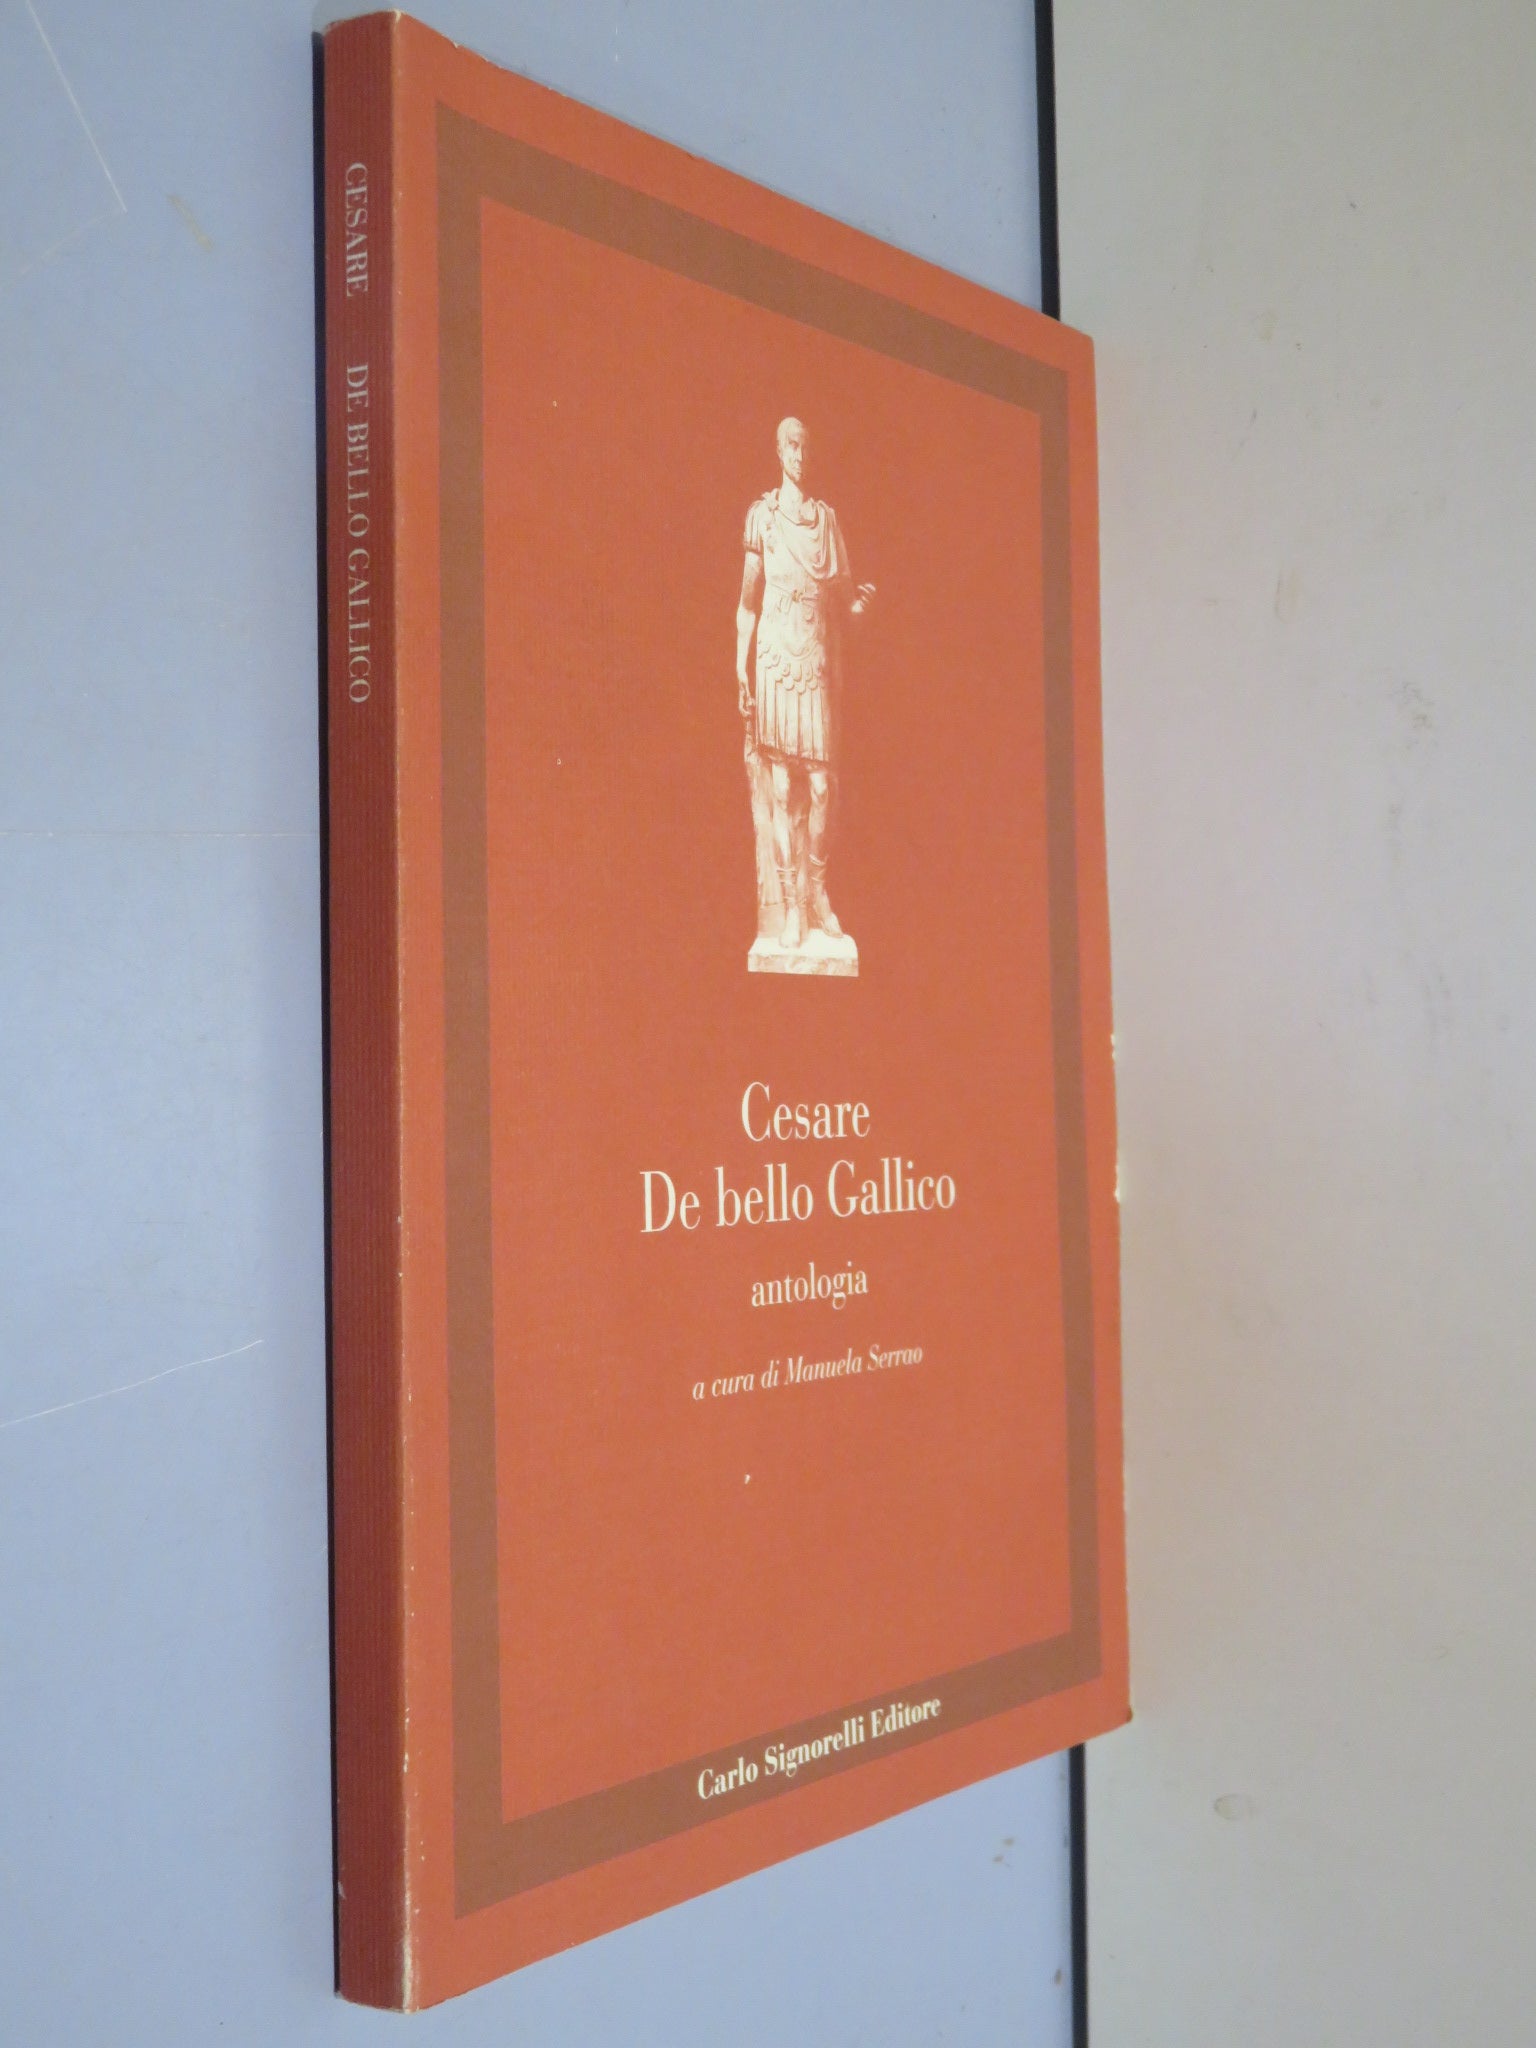 CESARE DE BELLO GALLICO
Cesare
De bello Gallico
antologia
a cura di Manuela Serrao
Carlo Signorelli Editore